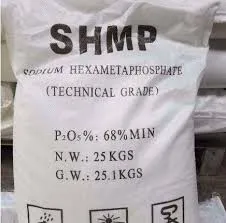 SHMP
SODIUM HEXAMETAPHOSPHATE
(TECHNICAL GRADE)
P₂O₅%: 68%MIN
N.W.: 25KGS
G.W.: 25.1KGS